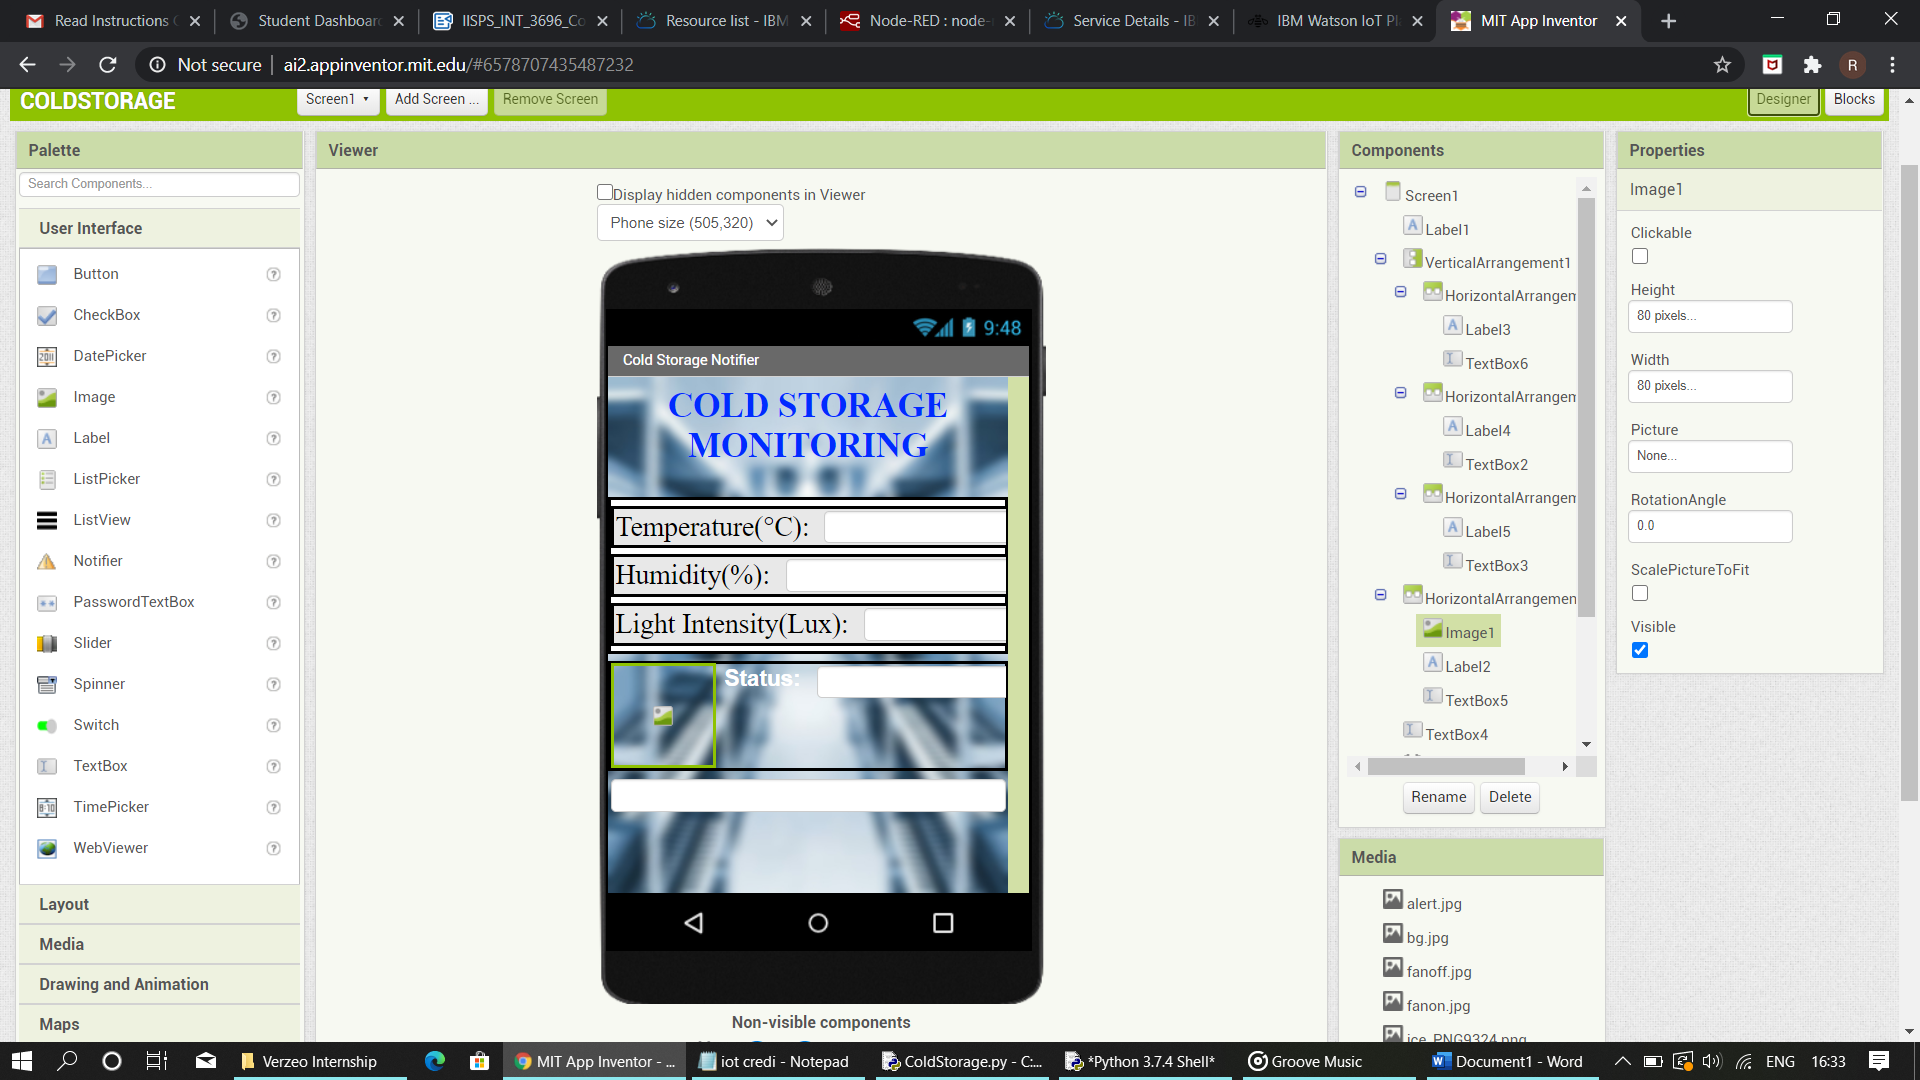 Read Instructions
Student Dashboard
IISPS_INT_3696_Co
Resource list - IBM
Node-RED : node-
Service Details - IB
IBM Watson IoT Pl
MIT App Inventor
Not secure
ai2.appinventor.mit.edu/#6578707435487232
R
COLDSTORAGE
Screen1
Add Screen ...
Remove Screen
Designer
Blocks
Palette
Search Components...
User Interface
Button
CheckBox
DatePicker
Image
Label
ListPicker
ListView
Notifier
PasswordTextBox
Slider
Spinner
Switch
TextBox
TimePicker
WebViewer
Layout
Media
Drawing and Animation
Maps
Viewer
Display hidden components in Viewer
Phone size (505,320)
9:48
Cold Storage Notifier
COLD STORAGE
MONITORING
Temperature(°C):
Humidity(%):
Light Intensity(Lux):
Status:
Non-visible components
Components
Screen1
Label1
VerticalArrangement1
HorizontalArrangem
Label3
TextBox6
HorizontalArrangem
Label4
TextBox2
HorizontalArrangem
Label5
TextBox3
HorizontalArrangemen
Image1
Label2
TextBox5
TextBox4
Rename
Delete
Media
alert.jpg
bg.jpg
fanoff.jpg
fanon.jpg
ice_PNG9324.png
Properties
Image1
Clickable
Height
80 pixels...
Width
80 pixels...
Picture
None...
RotationAngle
0.0
ScalePictureToFit
Visible
Verzeo Internship
MIT App Inventor - ...
iot credi - Notepad
ColdStorage.py - C:...
*Python 3.7.4 Shell*
Groove Music
Document1 - Word
ENG
16:33